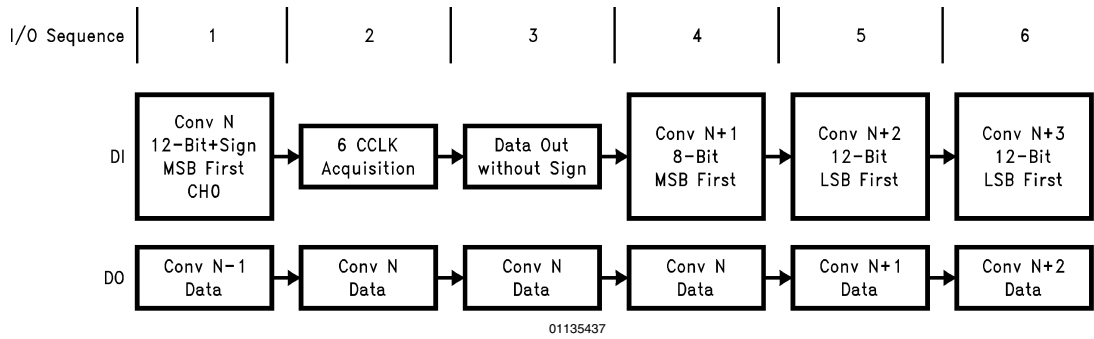 I/O Sequence 1 2 3 4 5 6
DI
Conv N
12-Bit+Sign
MSB First
CH0
6 CCLK
Acquisition
Data Out
without Sign
Conv N+1
8-Bit
MSB First
Conv N+2
12-Bit
LSB First
Conv N+3
12-Bit
LSB First
DO
Conv N-1
Data
Conv N
Data
Conv N
Data
Conv N
Data
Conv N+1
Data
Conv N+2
Data
01135437